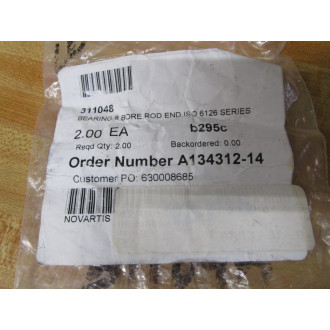 311048
BEARING # BORE ROD END ISO 6126 SERIES
2.00 EA b295c
Reqd Qty: 2.00 Backordered: 0.00
Order Number A134312-14
Customer PO: 630008685
NOVARTIS